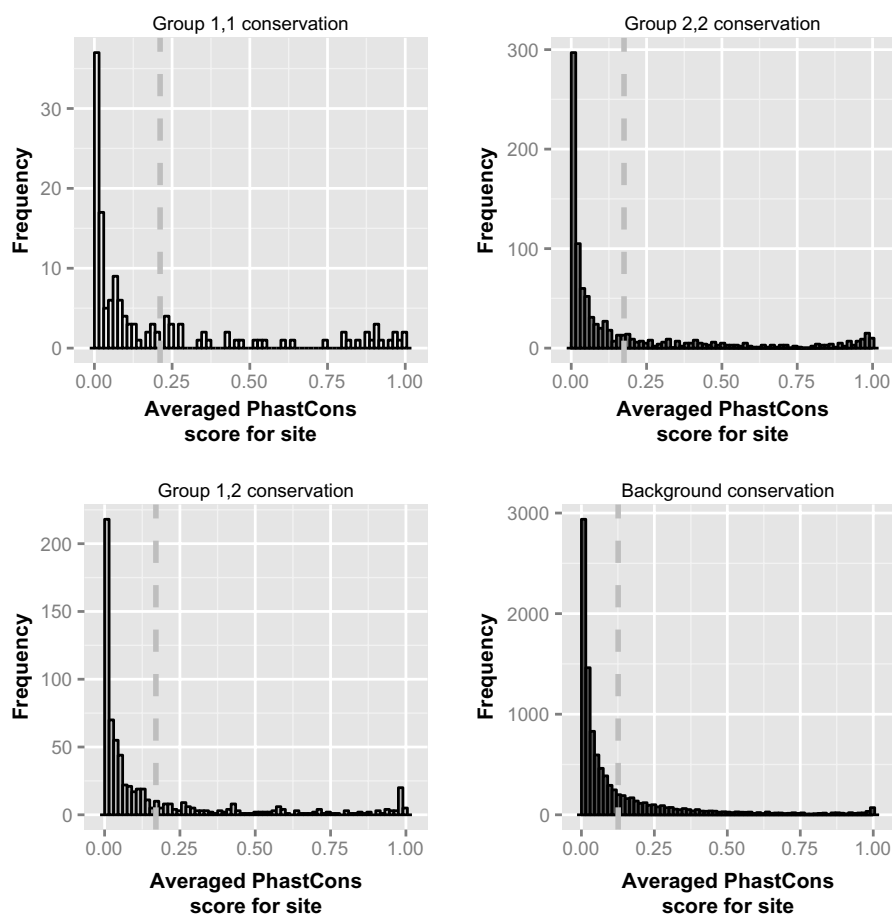 Group 1,1 conservation
Frequency
30
20
10
0
0.00 0.25 0.50 0.75 1.00
Averaged PhastCons
score for site
Group 2,2 conservation
Frequency
300
200
100
0
0.00 0.25 0.50 0.75 1.00
Averaged PhastCons
score for site
Group 1,2 conservation
Frequency
200
150
100
50
0
0.00 0.25 0.50 0.75 1.00
Averaged PhastCons
score for site
Background conservation
Frequency
3000
2000
1000
0
0.00 0.25 0.50 0.75 1.00
Averaged PhastCons
score for site